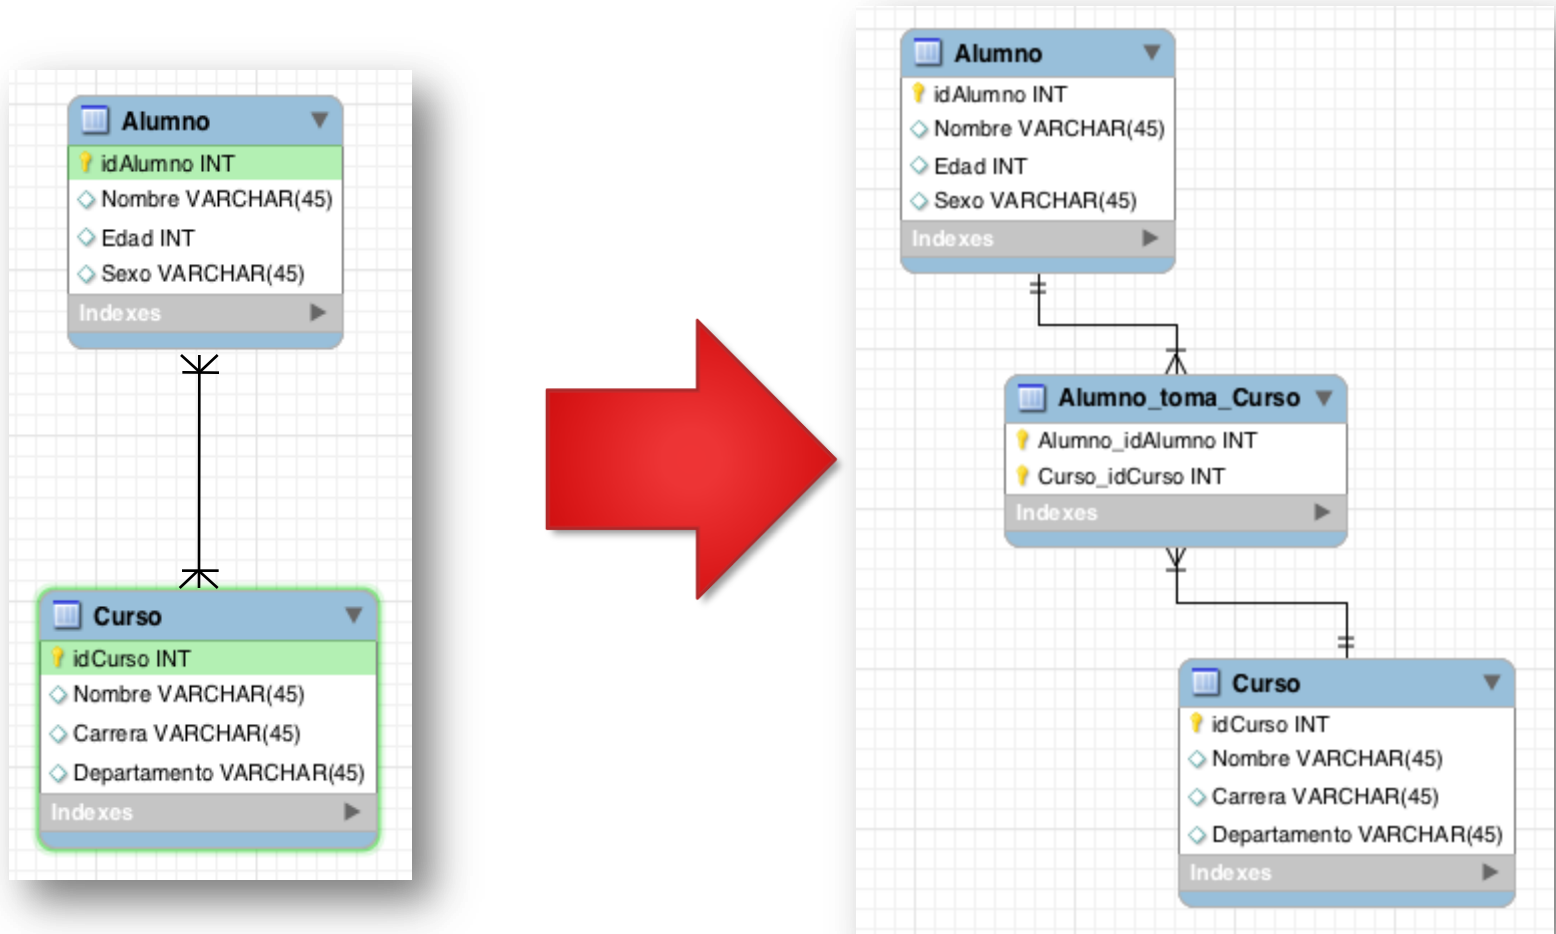 Alumno
idAlumno INT
Nombre VARCHAR(45)
Edad INT
Sexo VARCHAR(45)
Indexes
Curso
idCurso INT
Nombre VARCHAR(45)
Carrera VARCHAR(45)
Departamento VARCHAR(45)
Indexes
Alumno
idAlumno INT
Nombre VARCHAR(45)
Edad INT
Sexo VARCHAR(45)
Indexes
Alumno_toma_Curso
Alumno_idAlumno INT
Curso_idCurso INT
Indexes
Curso
idCurso INT
Nombre VARCHAR(45)
Carrera VARCHAR(45)
Departamento VARCHAR(45)
Indexes